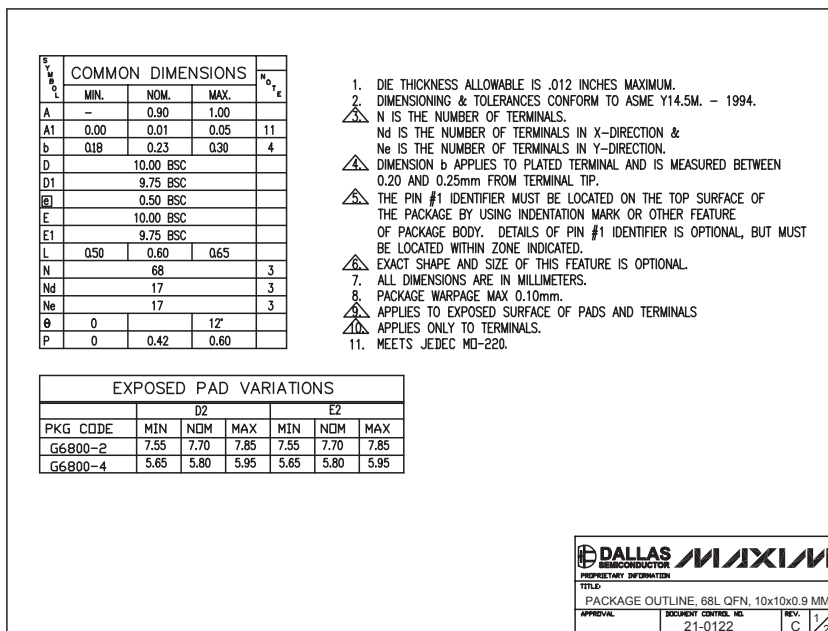 SYMBOL COMMON DIMENSIONS NOTE
MIN. NOM. MAX.
A – 0.90 1.00
A1 0.00 0.01 0.05 11
b 0.18 0.23 0.30 4
D 10.00 BSC
D1 9.75 BSC
e 0.50 BSC
E 10.00 BSC
E1 9.75 BSC
L 0.50 0.60 0.65
N 68 3
Nd 17 3
Ne 17 3
θ 0 12°
P 0 0.42 0.60
1. DIE THICKNESS ALLOWABLE IS .012 INCHES MAXIMUM.
2. DIMENSIONING & TOLERANCES CONFORM TO ASME Y14.5M. – 1994.
3. N IS THE NUMBER OF TERMINALS.
Nd IS THE NUMBER OF TERMINALS IN X-DIRECTION &
Ne IS THE NUMBER OF TERMINALS IN Y-DIRECTION.
4. DIMENSION b APPLIES TO PLATED TERMINAL AND IS MEASURED BETWEEN
0.20 AND 0.25mm FROM TERMINAL TIP.
5. THE PIN #1 IDENTIFIER MUST BE LOCATED ON THE TOP SURFACE OF
THE PACKAGE BY USING INDENTATION MARK OR OTHER FEATURE
OF PACKAGE BODY. DETAILS OF PIN #1 IDENTIFIER IS OPTIONAL, BUT MUST
BE LOCATED WITHIN ZONE INDICATED.
6. EXACT SHAPE AND SIZE OF THIS FEATURE IS OPTIONAL.
7. ALL DIMENSIONS ARE IN MILLIMETERS.
8. PACKAGE WARPAGE MAX 0.10mm.
9. APPLIES TO EXPOSED SURFACE OF PADS AND TERMINALS
10. APPLIES ONLY TO TERMINALS.
11. MEETS JEDEC MO-220.
EXPOSED PAD VARIATIONS
D2 E2
PKG CODE MIN NOM MAX MIN NOM MAX
G6800-2 7.55 7.70 7.85 7.55 7.70 7.85
G6800-4 5.65 5.80 5.95 5.65 5.80 5.95
DALLAS SEMICONDUCTOR MAXIM
PROPRIETARY INFORMATION
TITLE:
PACKAGE OUTLINE, 68L QFN, 10x10x0.9 MM
APPROVAL DOCUMENT CONTROL NO. REV.
21-0122 C